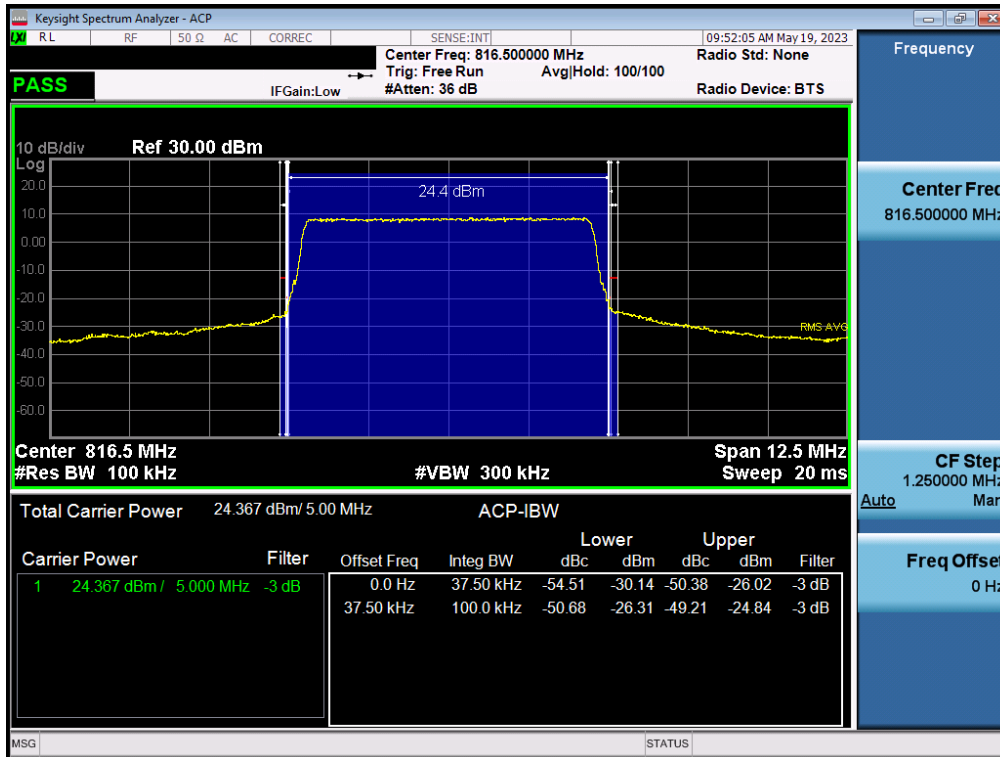 Keysight Spectrum Analyzer - ACP
LXI RL RF 50 Ω AC CORREC SENSE:INT 09:52:05 AM May 19, 2023
Center Freq: 816.500000 MHz Radio Std: None
Trig: Free Run Avg|Hold: 100/100
PASS IFGain:Low #Atten: 36 dB Radio Device: BTS
10 dB/div Ref 30.00 dBm
Log
20.0
24.4 dBm
10.0
0.00
-10.0
-20.0
-30.0
RMS AVG
-40.0
-50.0
-60.0
Center 816.5 MHz Span 12.5 MHz
#Res BW 100 kHz #VBW 300 kHz Sweep 20 ms
Total Carrier Power 24.367 dBm/ 5.00 MHz ACP-IBW
Lower Upper
Carrier Power Filter Offset Freq Integ BW dBc dBm dBc dBm Filter
1 24.367 dBm / 5.000 MHz -3 dB 0.0 Hz 37.50 kHz -54.51 -30.14 -50.38 -26.02 -3 dB
37.50 kHz 100.0 kHz -50.68 -26.31 -49.21 -24.84 -3 dB
MSG STATUS
Frequency
Center Freq
816.500000 MHz
CF Step
1.250000 MHz
Auto Man
Freq Offset
0 Hz